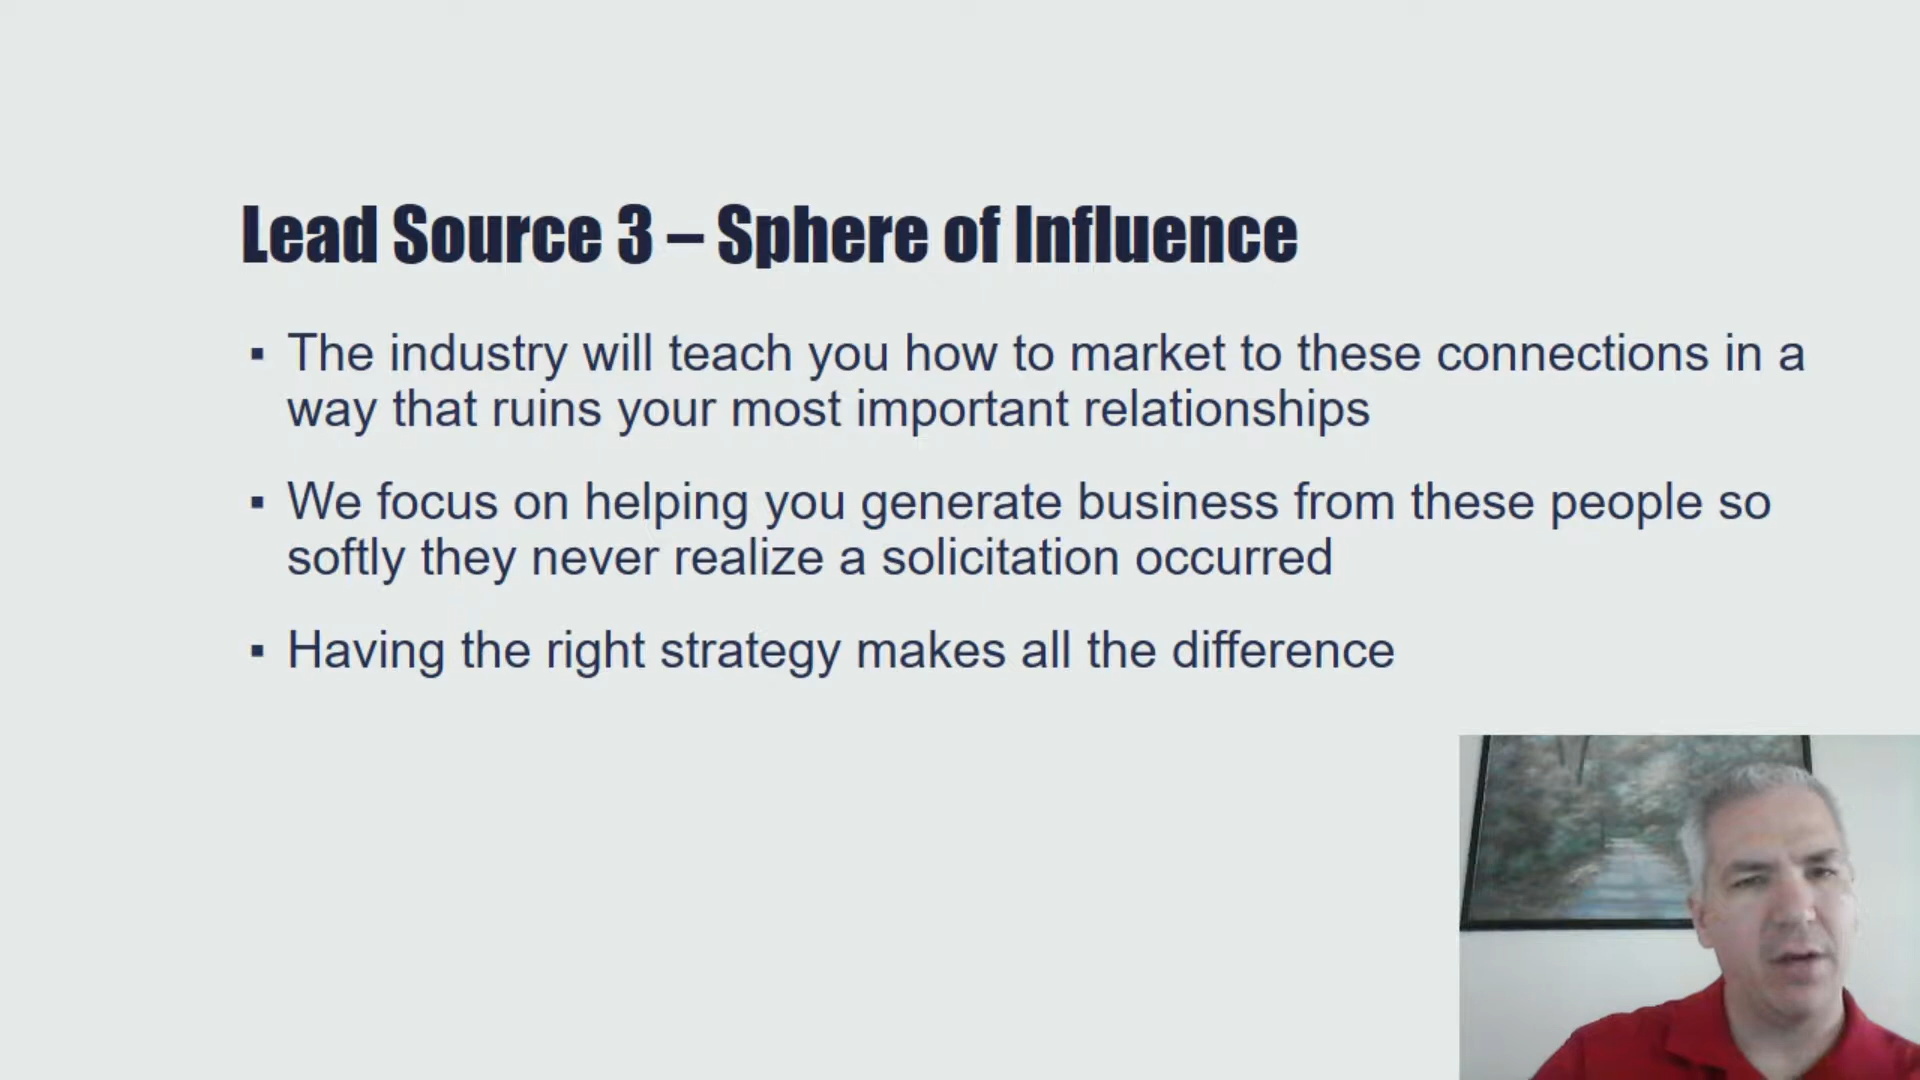 Lead Source 3 – Sphere of Influence
▪ The industry will teach you how to market to these connections in a
way that ruins your most important relationships
▪ We focus on helping you generate business from these people so
softly they never realize a solicitation occurred
▪ Having the right strategy makes all the difference